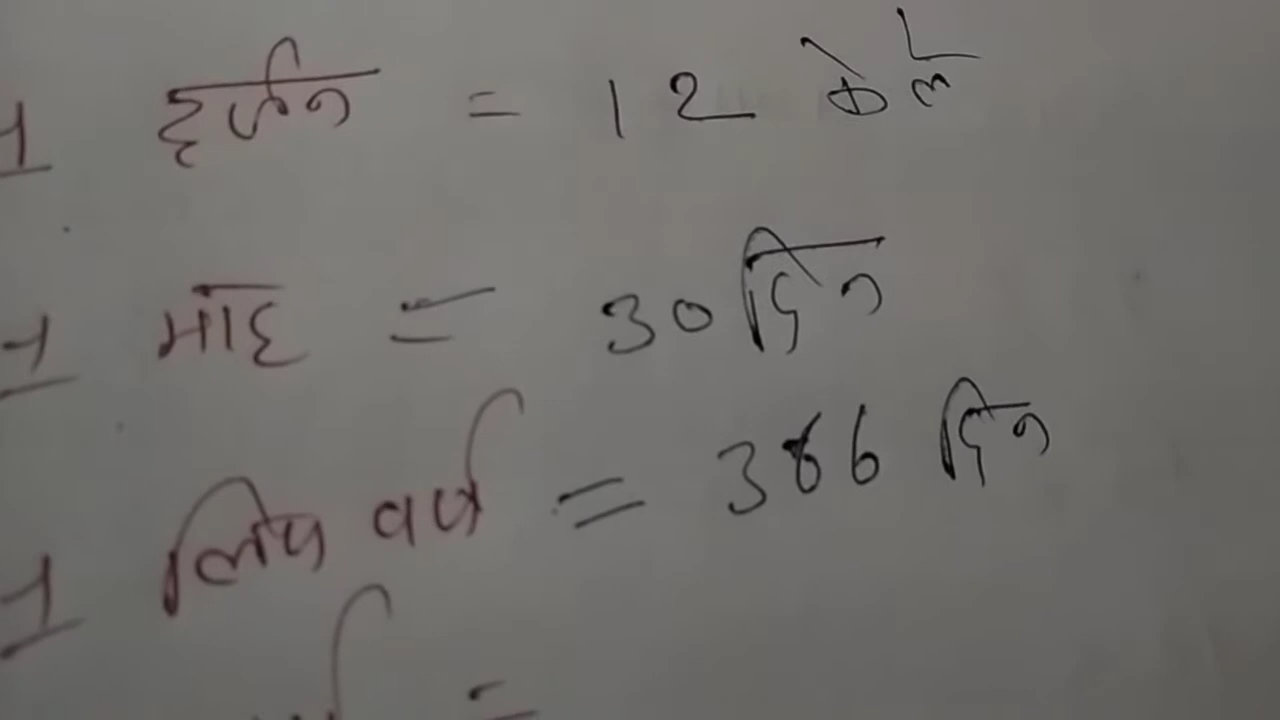 1 दर्जन = 12
1 माह = 30 दिन
1 लिप वर्ष = 366 दिन
=